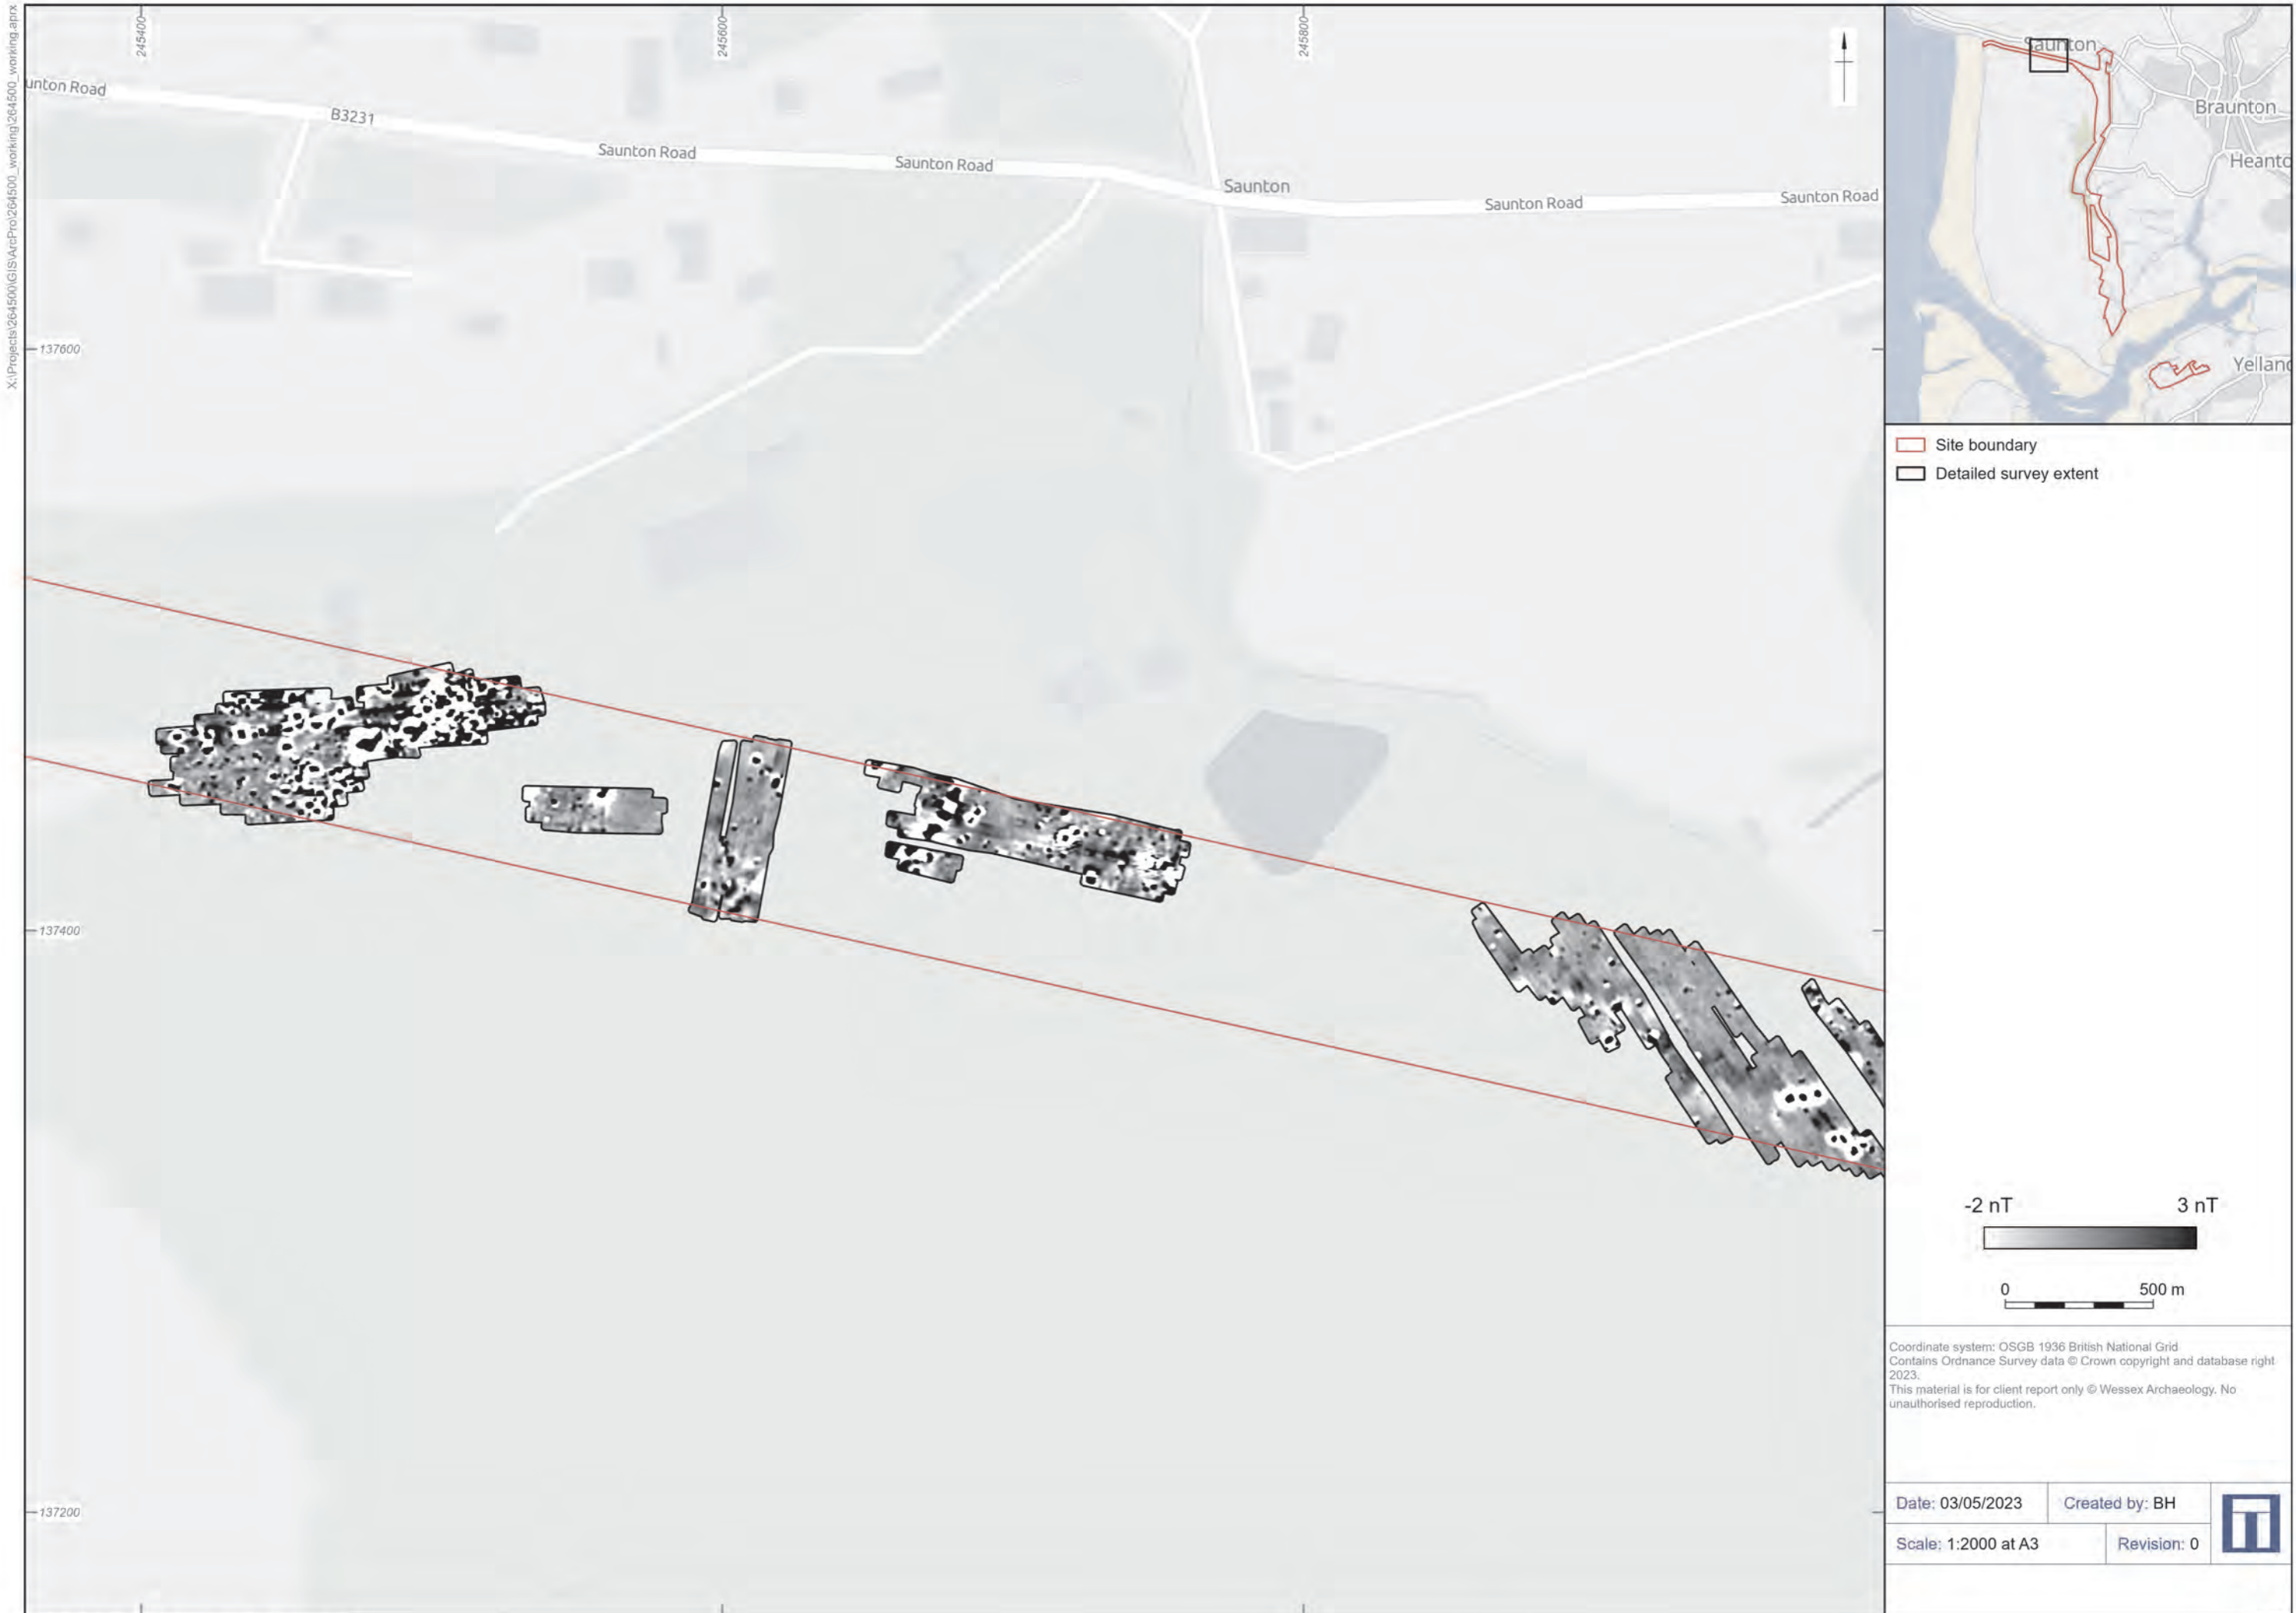 X:\Projects\264500\GIS\ArcPro\264500_working\264500_working.aprx
245400
245600
245800
unton Road
B3231
Saunton Road
Saunton Road
Saunton
Saunton Road
Saunton Road
137600
137400
137200
Saunton
Braunton
Heanto
Yelland
Site boundary
Detailed survey extent
-2 nT 3 nT
0 500 m
Coordinate system: OSGB 1936 British National Grid
Contains Ordnance Survey data © Crown copyright and database right
2023.
This material is for client report only © Wessex Archaeology. No
unauthorised reproduction.
Date: 03/05/2023 Created by: BH
Scale: 1:2000 at A3 Revision: 0